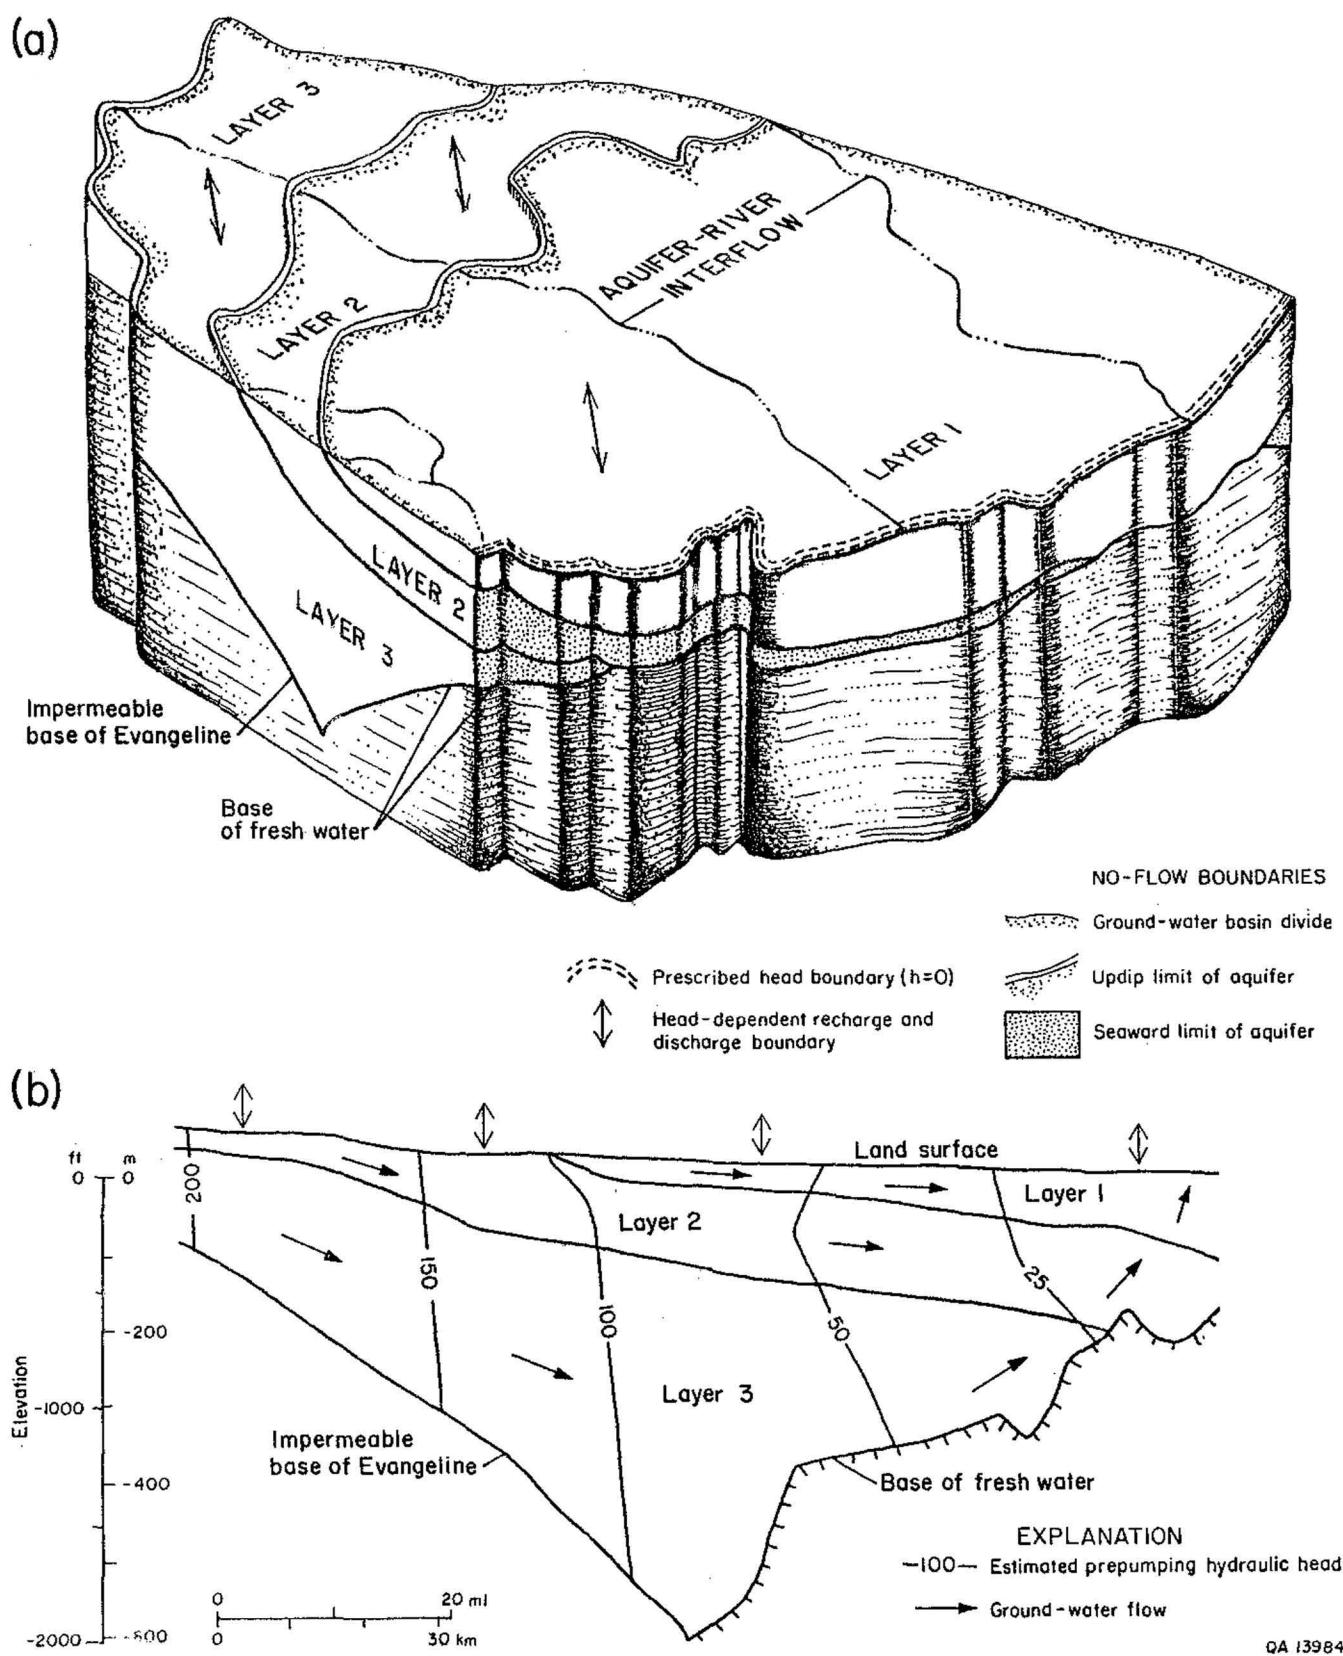 (a)
LAYER 3
AQUIFER-RIVER
INTERFLOW
LAYER 2
LAYER 1
LAYER 2
LAYER 3
Impermeable
base of Evangeline
Base
of fresh water
NO-FLOW BOUNDARIES
Ground-water basin divide
Prescribed head boundary (h=0)
Updip limit of aquifer
Head-dependent recharge and
discharge boundary
Seaward limit of aquifer
(b)
ft m
0 0
Land surface
200
Layer 1
Layer 2
150
25
100
50
-200
Layer 3
Elevation
-1000
Impermeable
base of Evangeline
-400
Base of fresh water
EXPLANATION
-100- Estimated prepumping hydraulic head
0 20 mi
Ground-water flow
0 30 km
-2000 -600
QA 13984